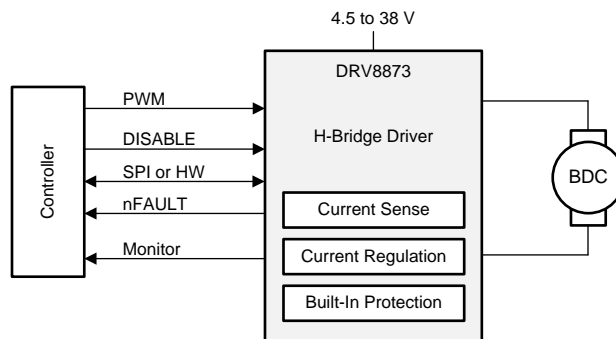 4.5 to 38 V
DRV8873
H-Bridge Driver
Controller
PWM
DISABLE
SPI or HW
nFAULT
Monitor
Current Sense
Current Regulation
Built-In Protection
BDC